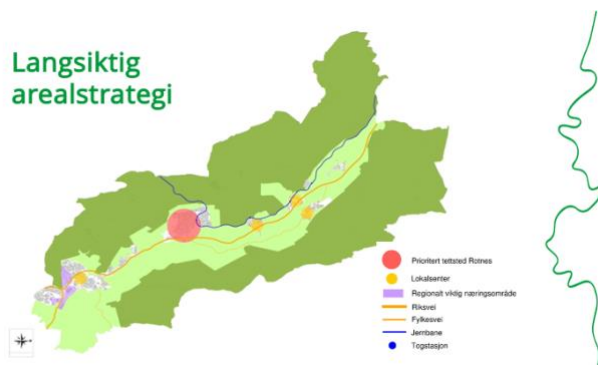 Langsiktig
arealstrategi
Prioritert tettsted Rotnes
Lokalsenter
Regionalt viktig næringsområde
Riksvei
Fylkesvei
Jernbane
Togstasjon